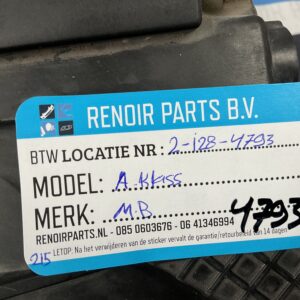 RENOIR PARTS B.V.
BTW LOCATIE NR : 2-128-4793
MODEL: A KKISS
MERK: M.B. 4793
RENOIRPARTS.NL - 085 0603676 - 06 41346994
LETOP: Na het verwijderen van de sticker vervalt de garantie/retourbeleid van 14 dagen
215